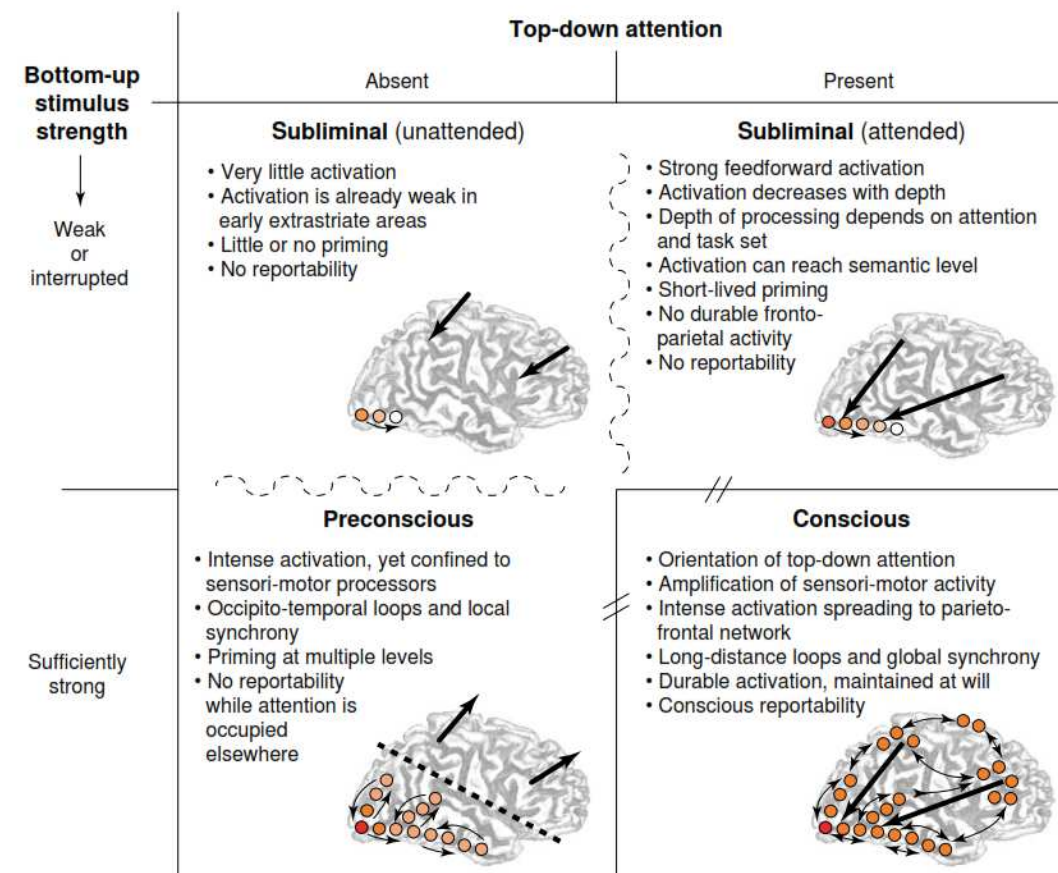 Top-down attention
Bottom-up
stimulus
strength
Absent
Present
Weak
or
interrupted
Subliminal (unattended)
• Very little activation
• Activation is already weak in
early extrastriate areas
• Little or no priming
• No reportability
Subliminal (attended)
• Strong feedforward activation
• Activation decreases with depth
• Depth of processing depends on attention
and task set
• Activation can reach semantic level
• Short-lived priming
• No durable fronto-
parietal activity
• No reportability
Sufficiently
strong
Preconscious
• Intense activation, yet confined to
sensori-motor processors
• Occipito-temporal loops and local
synchrony
• Priming at multiple levels
• No reportability
while attention is
occupied
elsewhere
Conscious
• Orientation of top-down attention
• Amplification of sensori-motor activity
• Intense activation spreading to parieto-
frontal network
• Long-distance loops and global synchrony
• Durable activation, maintained at will
• Conscious reportability